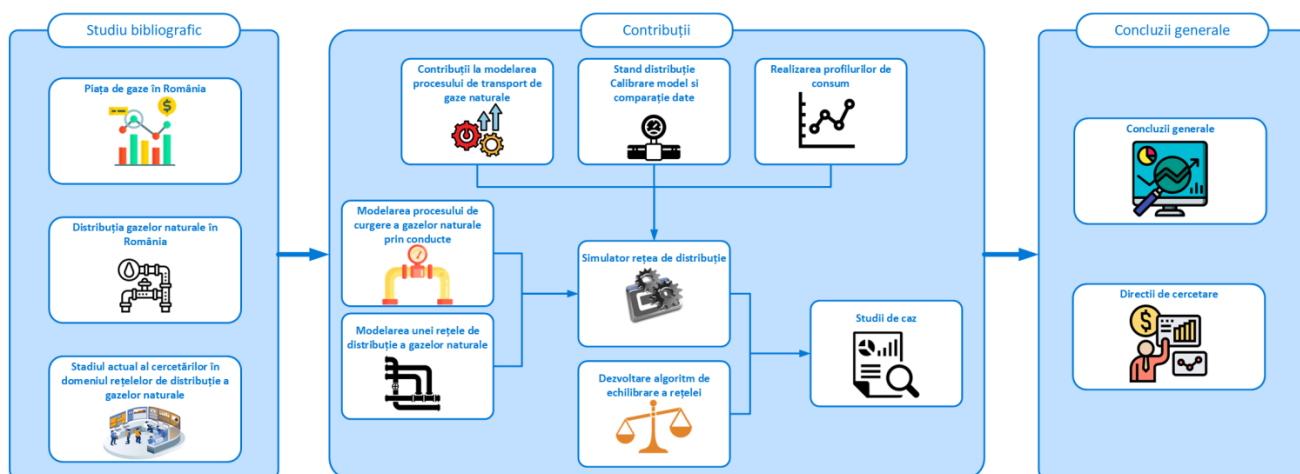 Studiu bibliografic
Piața de gaze în România
Distribuția gazelor naturale în
România
Stadiul actual al cercetărilor în
domeniul rețelelor de distribuție a
gazelor naturale
Contribuții
Contribuții la modelarea
procesului de transport de
gaze naturale
Stand distribuție
Calibrare model si
comparație date
Realizarea profilurilor de
consum
Modelarea procesului de
curgere a gazelor naturale
prin conducte
Modelarea unei rețele de
distribuție a gazelor naturale
Simulator rețea de distribuție
Dezvoltare algoritm de
echilibrare a rețelei
Studii de caz
Concluzii generale
Concluzii generale
Directii de cercetare